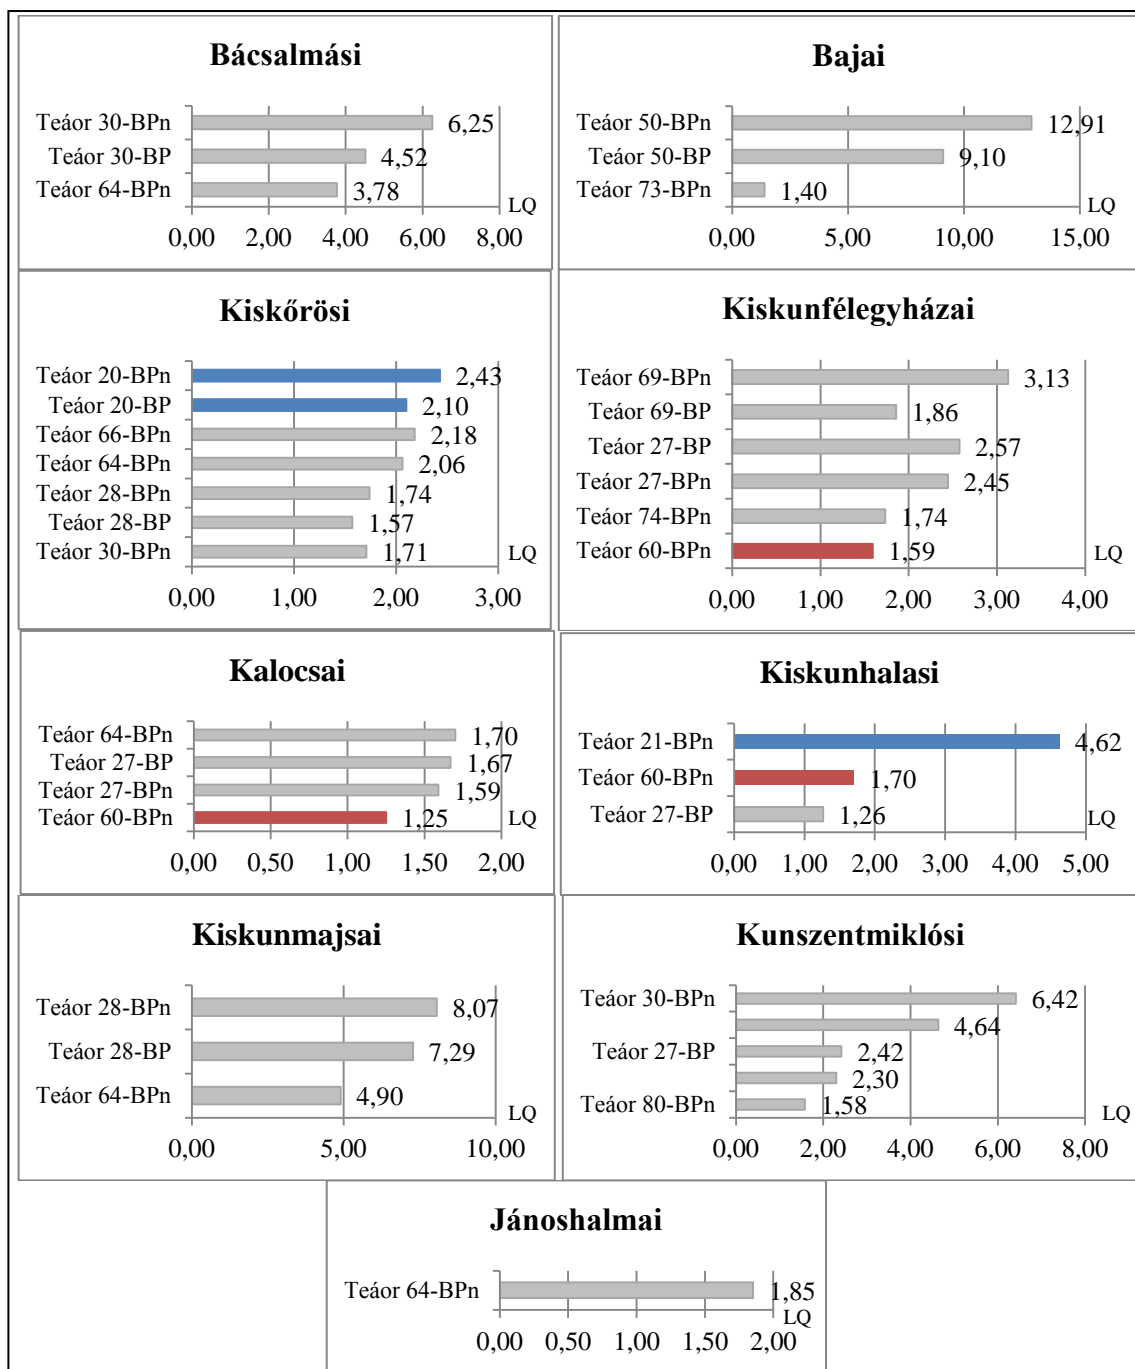 Bácsalmási
Teáor 30-BPn 6,25
Teáor 30-BP 4,52
Teáor 64-BPn 3,78
LQ
0,00 2,00 4,00 6,00 8,00
Bajai
Teáor 50-BPn 12,91
Teáor 50-BP 9,10
Teáor 73-BPn 1,40
LQ
0,00 5,00 10,00 15,00
Kiskőrösi
Teáor 20-BPn 2,43
Teáor 20-BP 2,10
Teáor 66-BPn 2,18
Teáor 64-BPn 2,06
Teáor 28-BPn 1,74
Teáor 28-BP 1,57
Teáor 30-BPn 1,71
LQ
0,00 1,00 2,00 3,00
Kiskunfélegyházai
Teáor 69-BPn 3,13
Teáor 69-BP 1,86
Teáor 27-BP 2,57
Teáor 27-BPn 2,45
Teáor 74-BPn 1,74
Teáor 60-BPn 1,59
LQ
0,00 1,00 2,00 3,00 4,00
Kalocsai
Teáor 64-BPn 1,70
Teáor 27-BP 1,67
Teáor 27-BPn 1,59
Teáor 60-BPn 1,25
LQ
0,00 0,50 1,00 1,50 2,00
Kiskunhalasi
Teáor 21-BPn 4,62
Teáor 60-BPn 1,70
Teáor 27-BP 1,26
LQ
0,00 1,00 2,00 3,00 4,00 5,00
Kiskunmajsai
Teáor 28-BPn 8,07
Teáor 28-BP 7,29
Teáor 64-BPn 4,90
LQ
0,00 5,00 10,00
Kunszentmiklósi
Teáor 30-BPn 6,42
4,64
Teáor 27-BP 2,42
2,30
Teáor 80-BPn 1,58
LQ
0,00 2,00 4,00 6,00 8,00
Jánoshalmai
Teáor 64-BPn 1,85
LQ
0,00 0,50 1,00 1,50 2,00